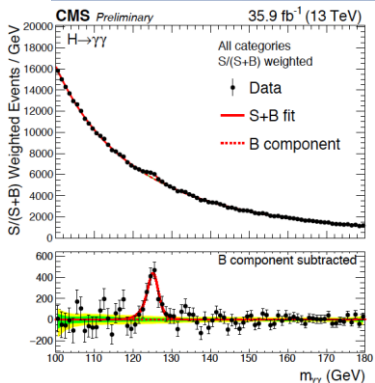 CMS Preliminary 35.9 fb⁻¹ (13 TeV)
H→γγ
All categories
S/(S+B) weighted
Data
S+B fit
B component
S/(S+B) Weighted Events / GeV
20000
18000
16000
14000
12000
10000
8000
6000
4000
2000
0
B component subtracted
600
400
200
0
-200
100 110 120 130 140 150 160 170 180
m_γγ (GeV)